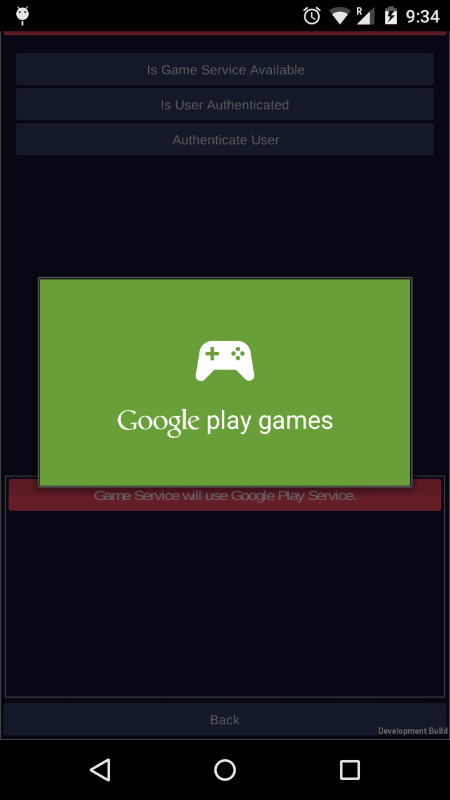 R
9:34
Is Game Service Available
Is User Authenticated
Authenticate User
Google play games
Game Service will use Google Play Service.
Back
Development Build